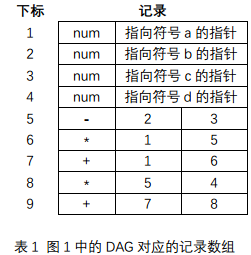 下标 记录
1 num 指向符号 a 的指针
2 num 指向符号 b 的指针
3 num 指向符号 c 的指针
4 num 指向符号 d 的指针
5 - 2 3
6 * 1 5
7 + 1 6
8 * 5 4
9 + 7 8
表 1 图 1 中的 DAG 对应的记录数组